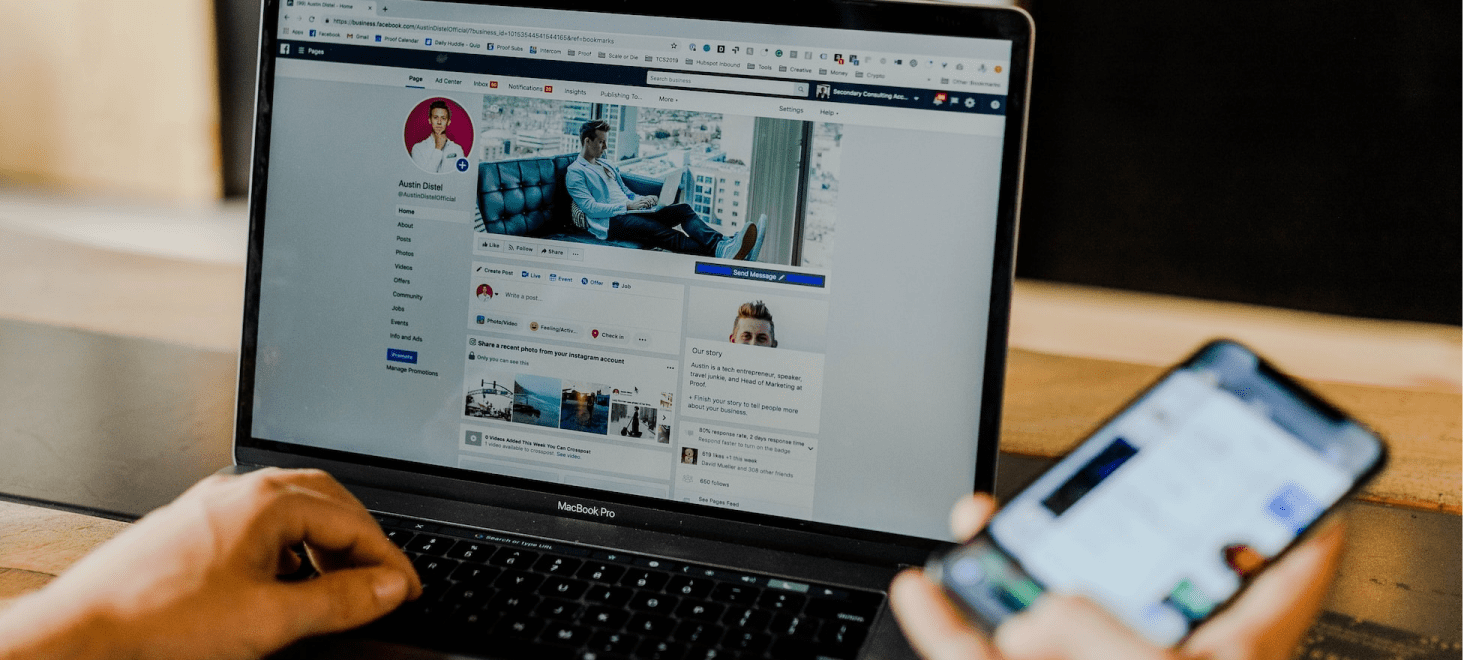 (98) Austin Distel - Home
https://business.facebook.com/AustinDistelOfficial/?business_id=10153544541544165&ref=bookmarks
Apps Facebook Gmail Proof Calendar Daily Huddle - Quip Proof Subs Intercom Proof Scale or Die TCS2019 Hubspot Inbound Tools Creative Money Crypto Other Bookmarks
Pages Search business Secondary Consulting Acc...
Page Ad Center Inbox Notifications Insights Publishing To... More Settings Help
Austin Distel
@AustinDistelOfficial
Home
About
Posts
Photos
Videos
Offers
Community
Jobs
Events
Info and Ads
Promote
Manage Promotions
Like Follow Share ...
Send Message
Create Post Live Event Offer Job
Write a post...
Photo/Video Feeling/Activ... Check in ...
Share a recent photo from your Instagram account ...
Only you can see this
0 Videos Added This Week You Can Crosspost
1 video available to crosspost. See video.
Our story
Austin is a tech entrepreneur, speaker,
travel junkie, and Head of Marketing at
Proof.
+ Finish your story to tell people more
about your business.
80% response rate, 2 days response time
Respond faster to turn on the badge
619 likes +1 this week
David Mueller and 308 other friends
650 follows
See Pages Feed
MacBook Pro
Search or type URL